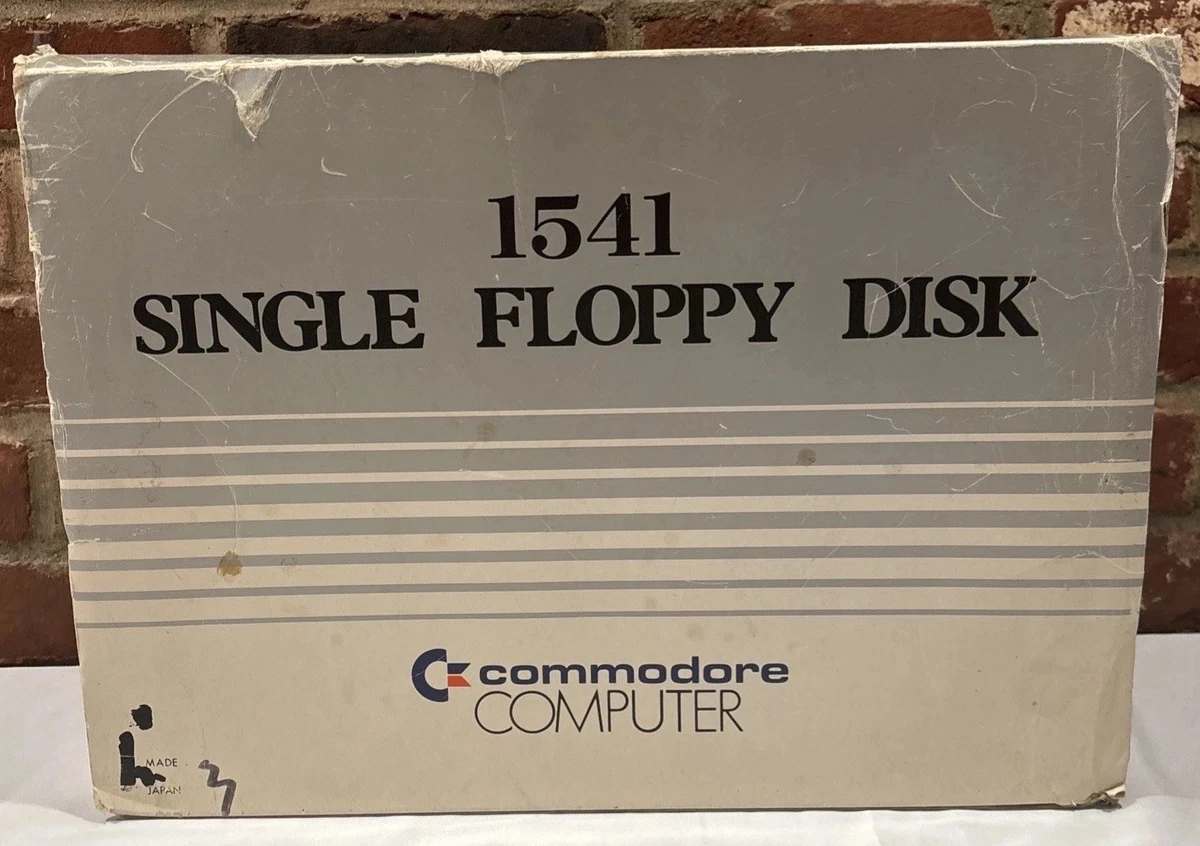 1541
SINGLE FLOPPY DISK
commodore
COMPUTER
MADE
JAPAN